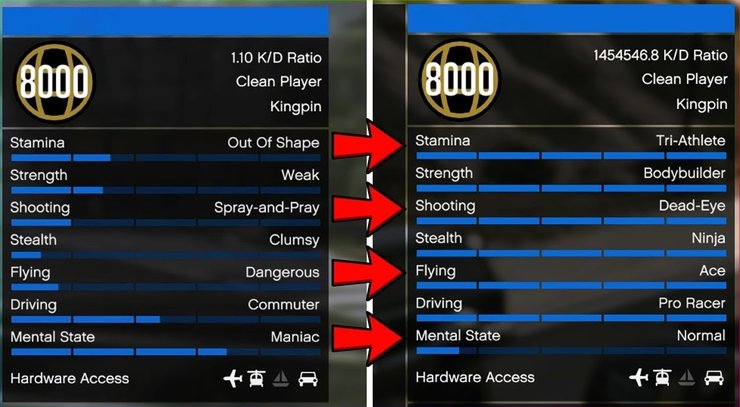 8000
1.10 K/D Ratio
Clean Player
Kingpin
Stamina Out Of Shape
Strength Weak
Shooting Spray-and-Pray
Stealth Clumsy
Flying Dangerous
Driving Commuter
Mental State Maniac
Hardware Access
8000
1454546.8 K/D Ratio
Clean Player
Kingpin
Stamina Tri-Athlete
Strength Bodybuilder
Shooting Dead-Eye
Stealth Ninja
Flying Ace
Driving Pro Racer
Mental State Normal
Hardware Access